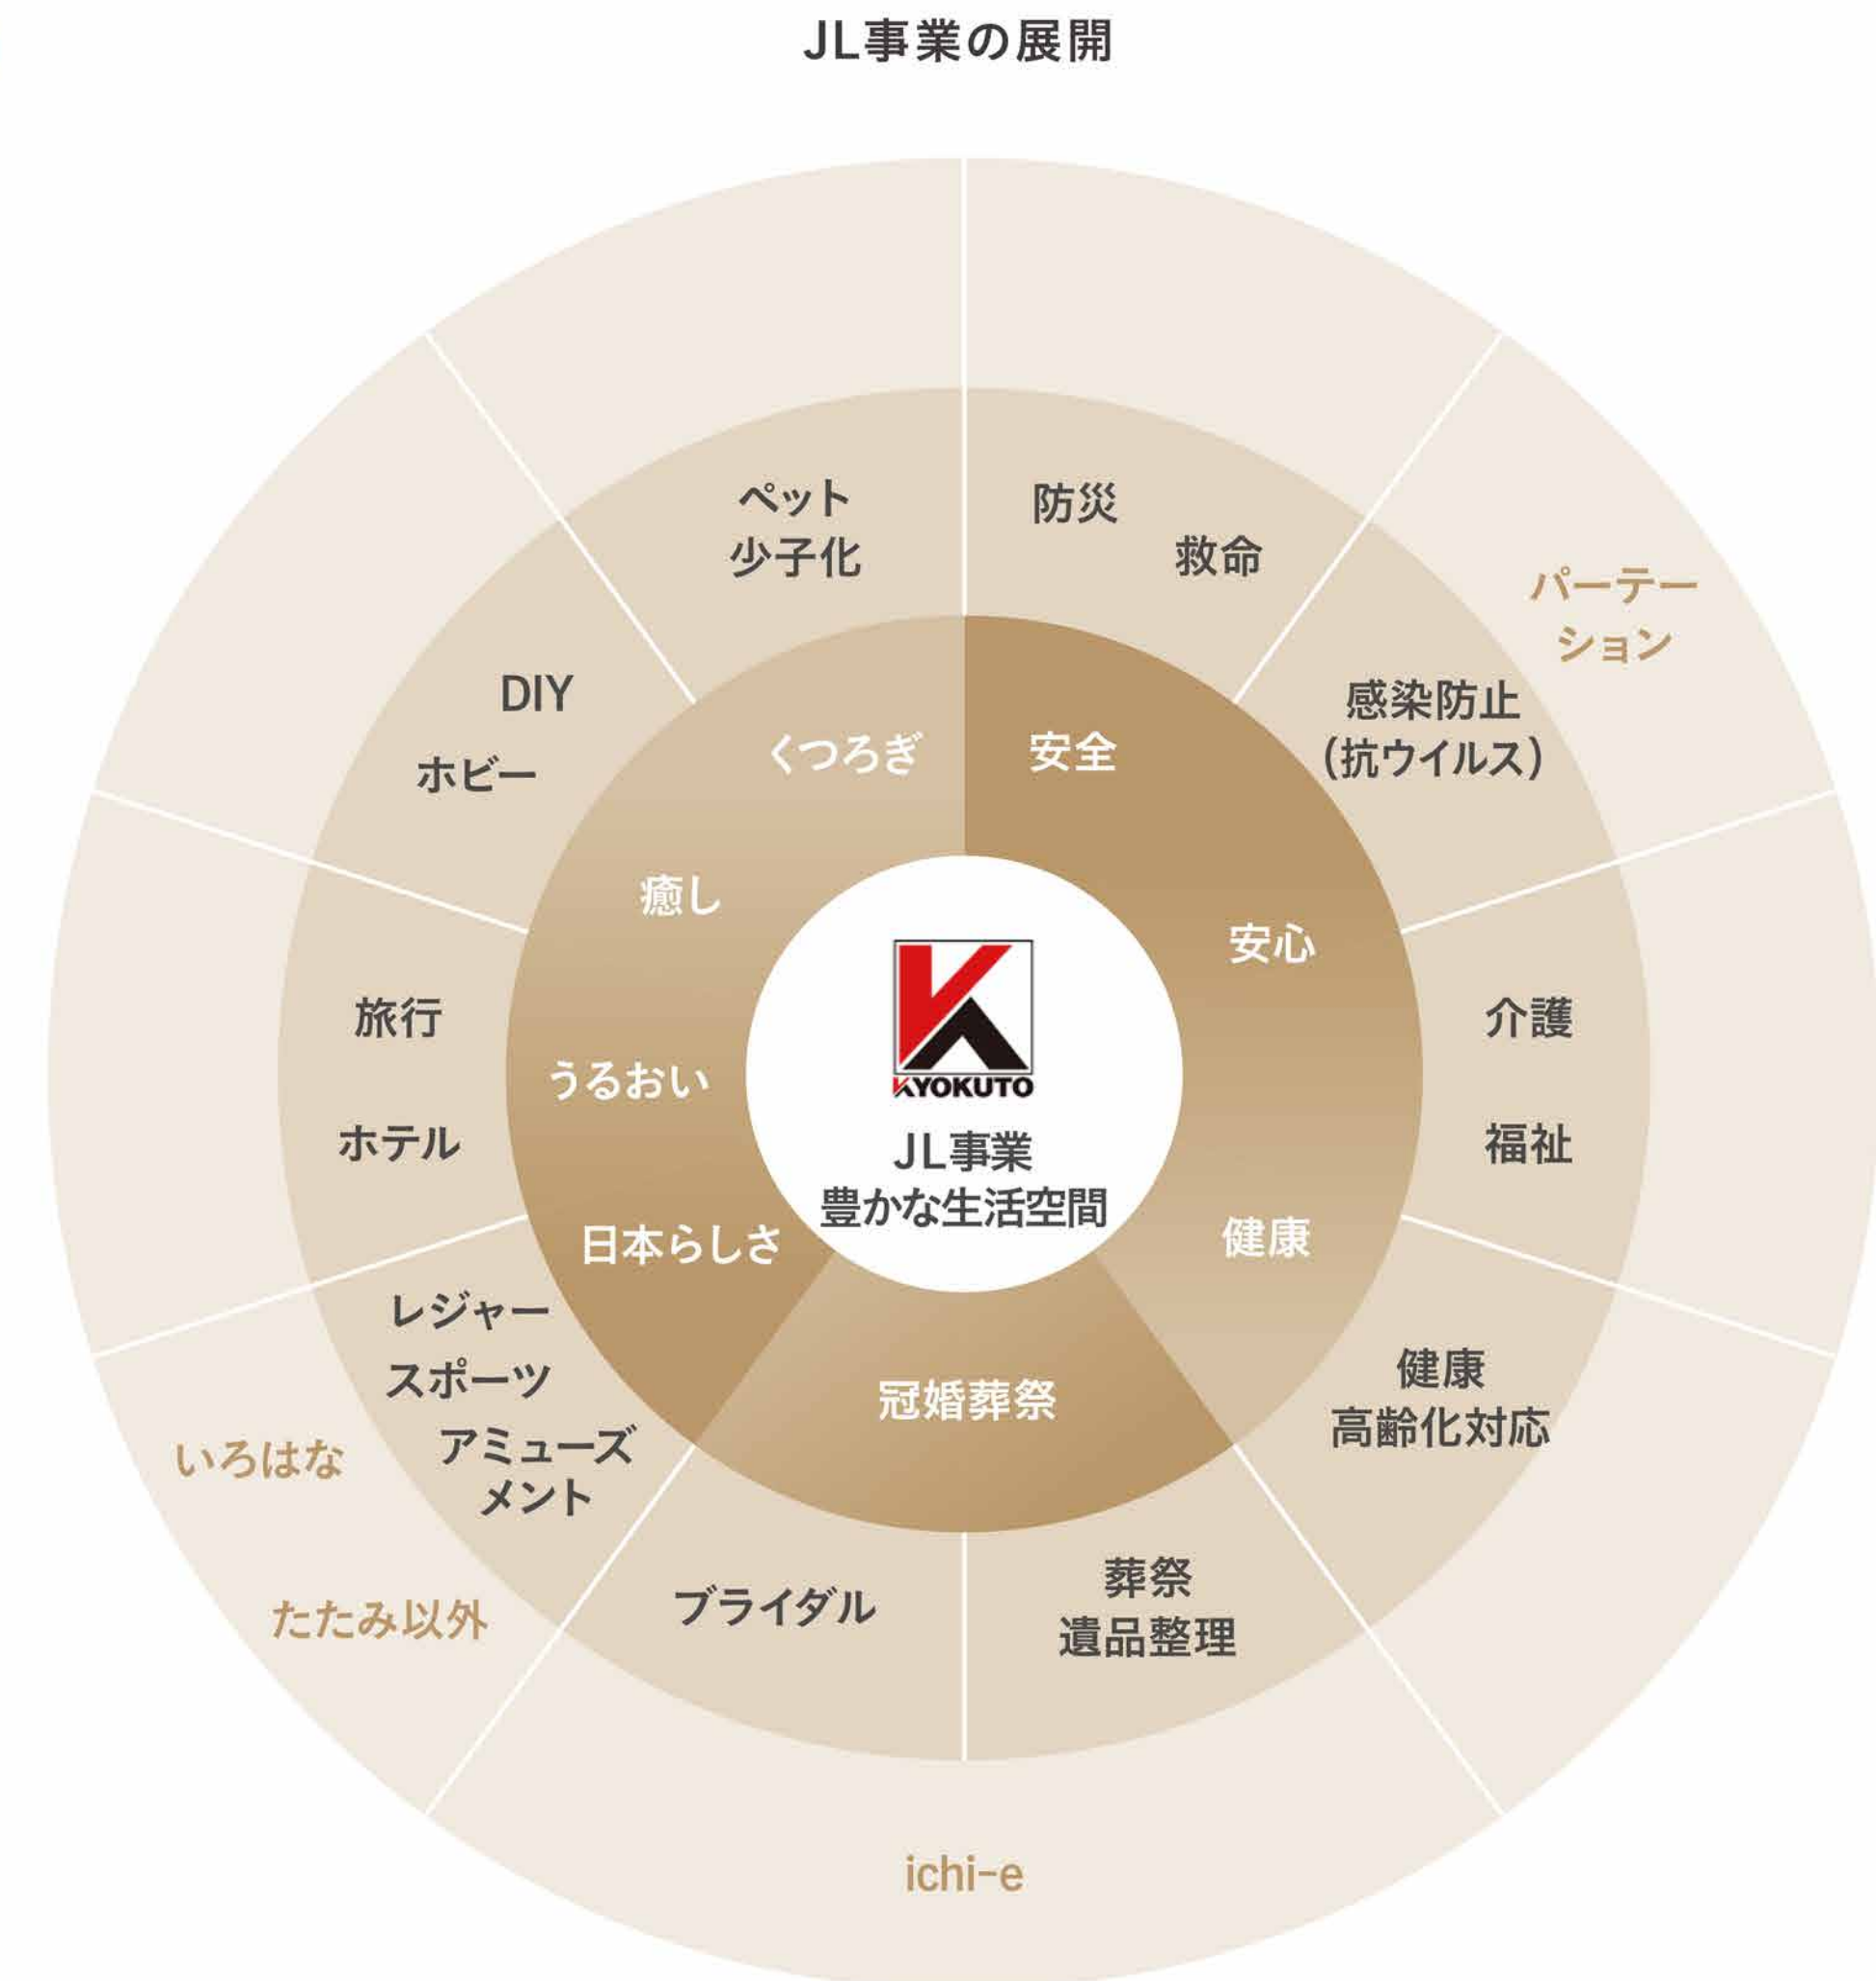 JL事業の展開
ペット
少子化
防災
救命
パーテー
ション
感染防止
(抗ウイルス)
DIY
ホビー
くつろぎ
安全
癒し
安心
旅行
ホテル
うるおい
介護
福祉
KYOKUTO
JL事業
豊かな生活空間
日本らしさ
健康
レジャー
スポーツ
アミューズ
メント
冠婚葬祭
健康
高齢化対応
いろはな
たたみ以外
ブライダル
葬祭
遺品整理
ichi-e